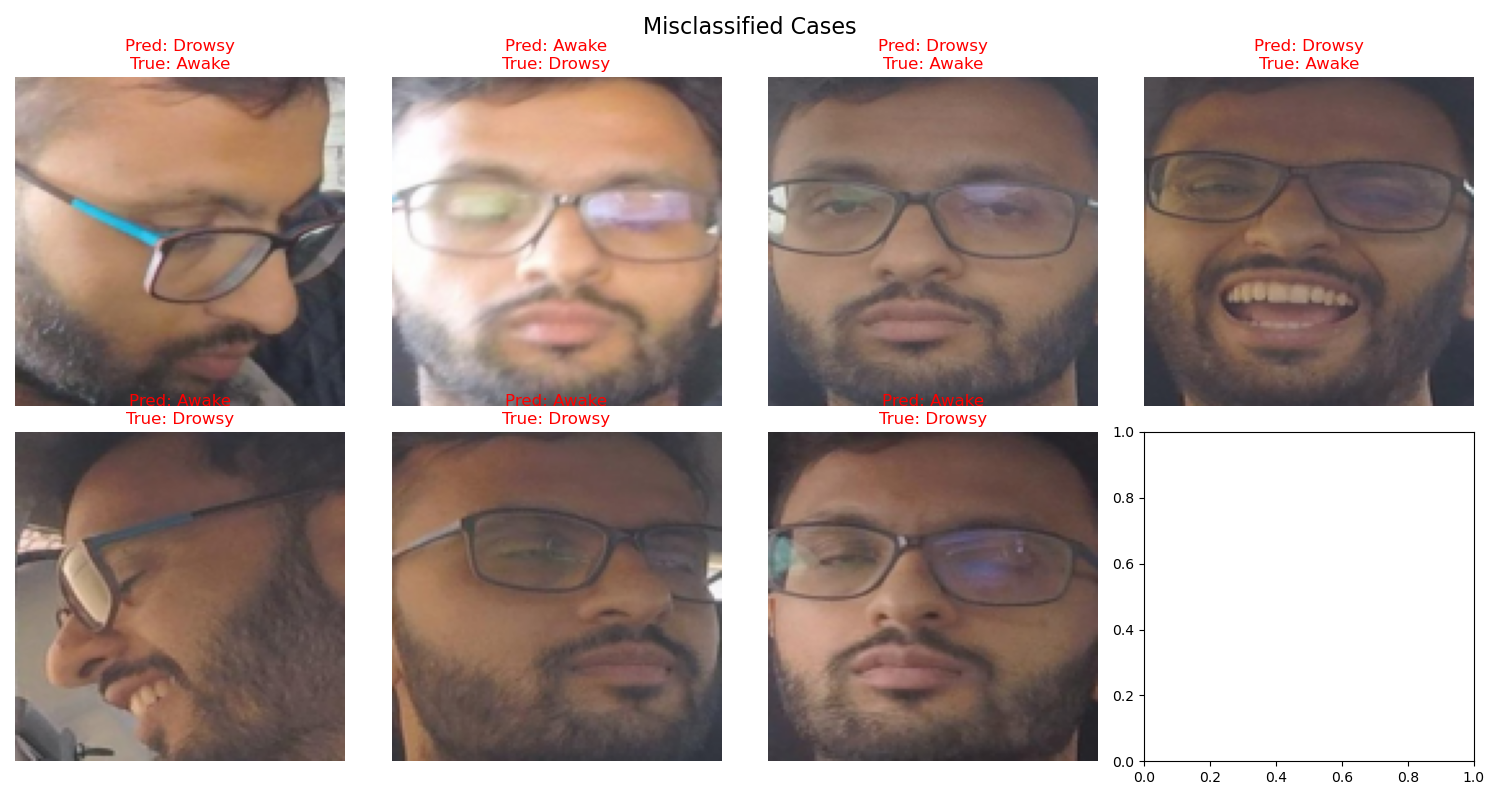 Misclassified Cases
Pred: Drowsy
True: Awake
Pred: Awake
True: Drowsy
Pred: Drowsy
True: Awake
Pred: Drowsy
True: Awake
Pred: Awake
True: Drowsy
Pred: Awake
True: Drowsy
Pred: Awake
True: Drowsy
1.0
0.8
0.6
0.4
0.2
0.0
0.0
0.2
0.4
0.6
0.8
1.0